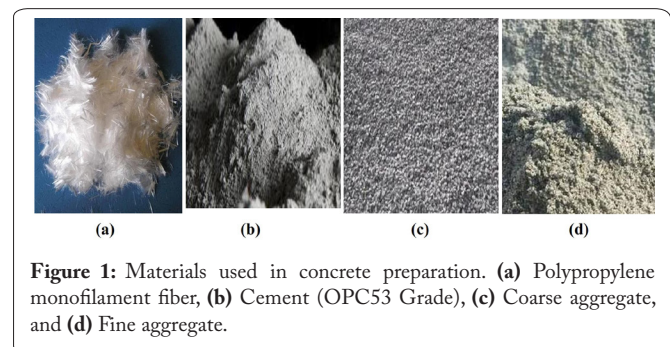 (a) (b) (c) (d)
Figure 1: Materials used in concrete preparation. (a) Polypropylene
monofilament fiber, (b) Cement (OPC53 Grade), (c) Coarse aggregate,
and (d) Fine aggregate.